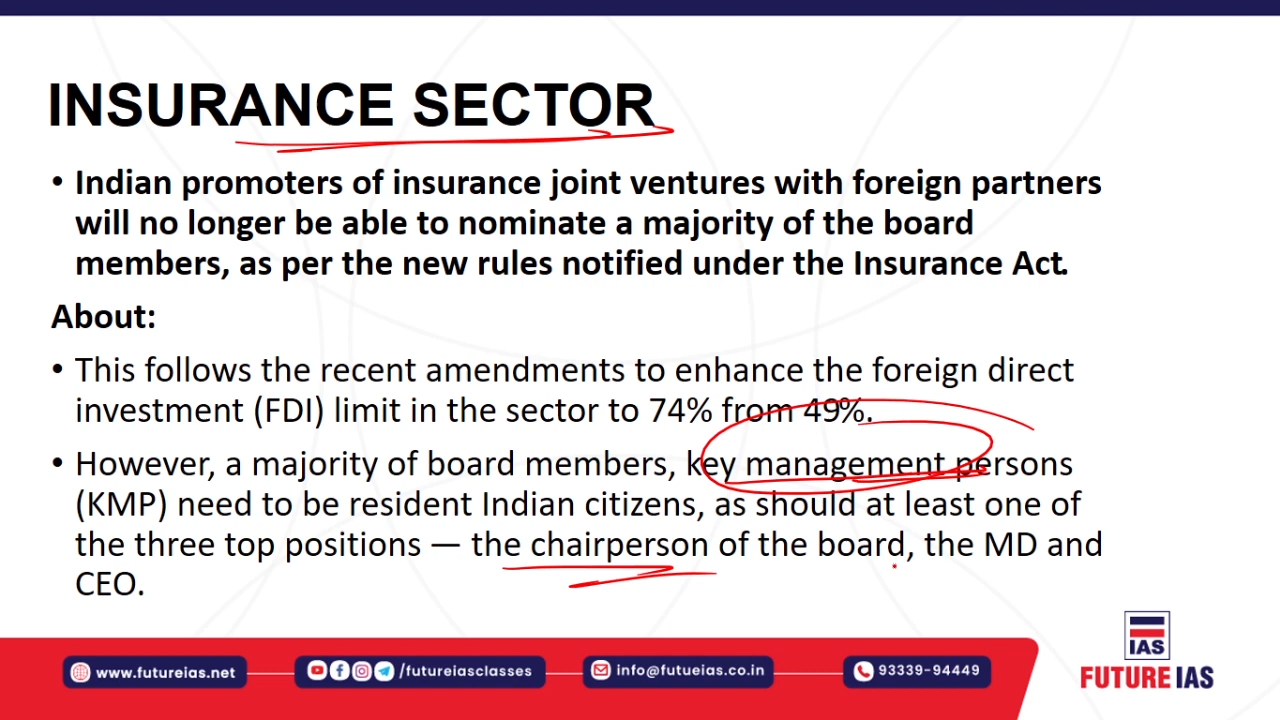 INSURANCE SECTOR
• Indian promoters of insurance joint ventures with foreign partners
will no longer be able to nominate a majority of the board
members, as per the new rules notified under the Insurance Act.
About:
• This follows the recent amendments to enhance the foreign direct
investment (FDI) limit in the sector to 74% from 49%.
• However, a majority of board members, key management persons
(KMP) need to be resident Indian citizens, as should at least one of
the three top positions — the chairperson of the board, the MD and
CEO.
IAS
www.futureias.net
/futureiasclasses
info@futueias.co.in
93339-94449
FUTURE IAS